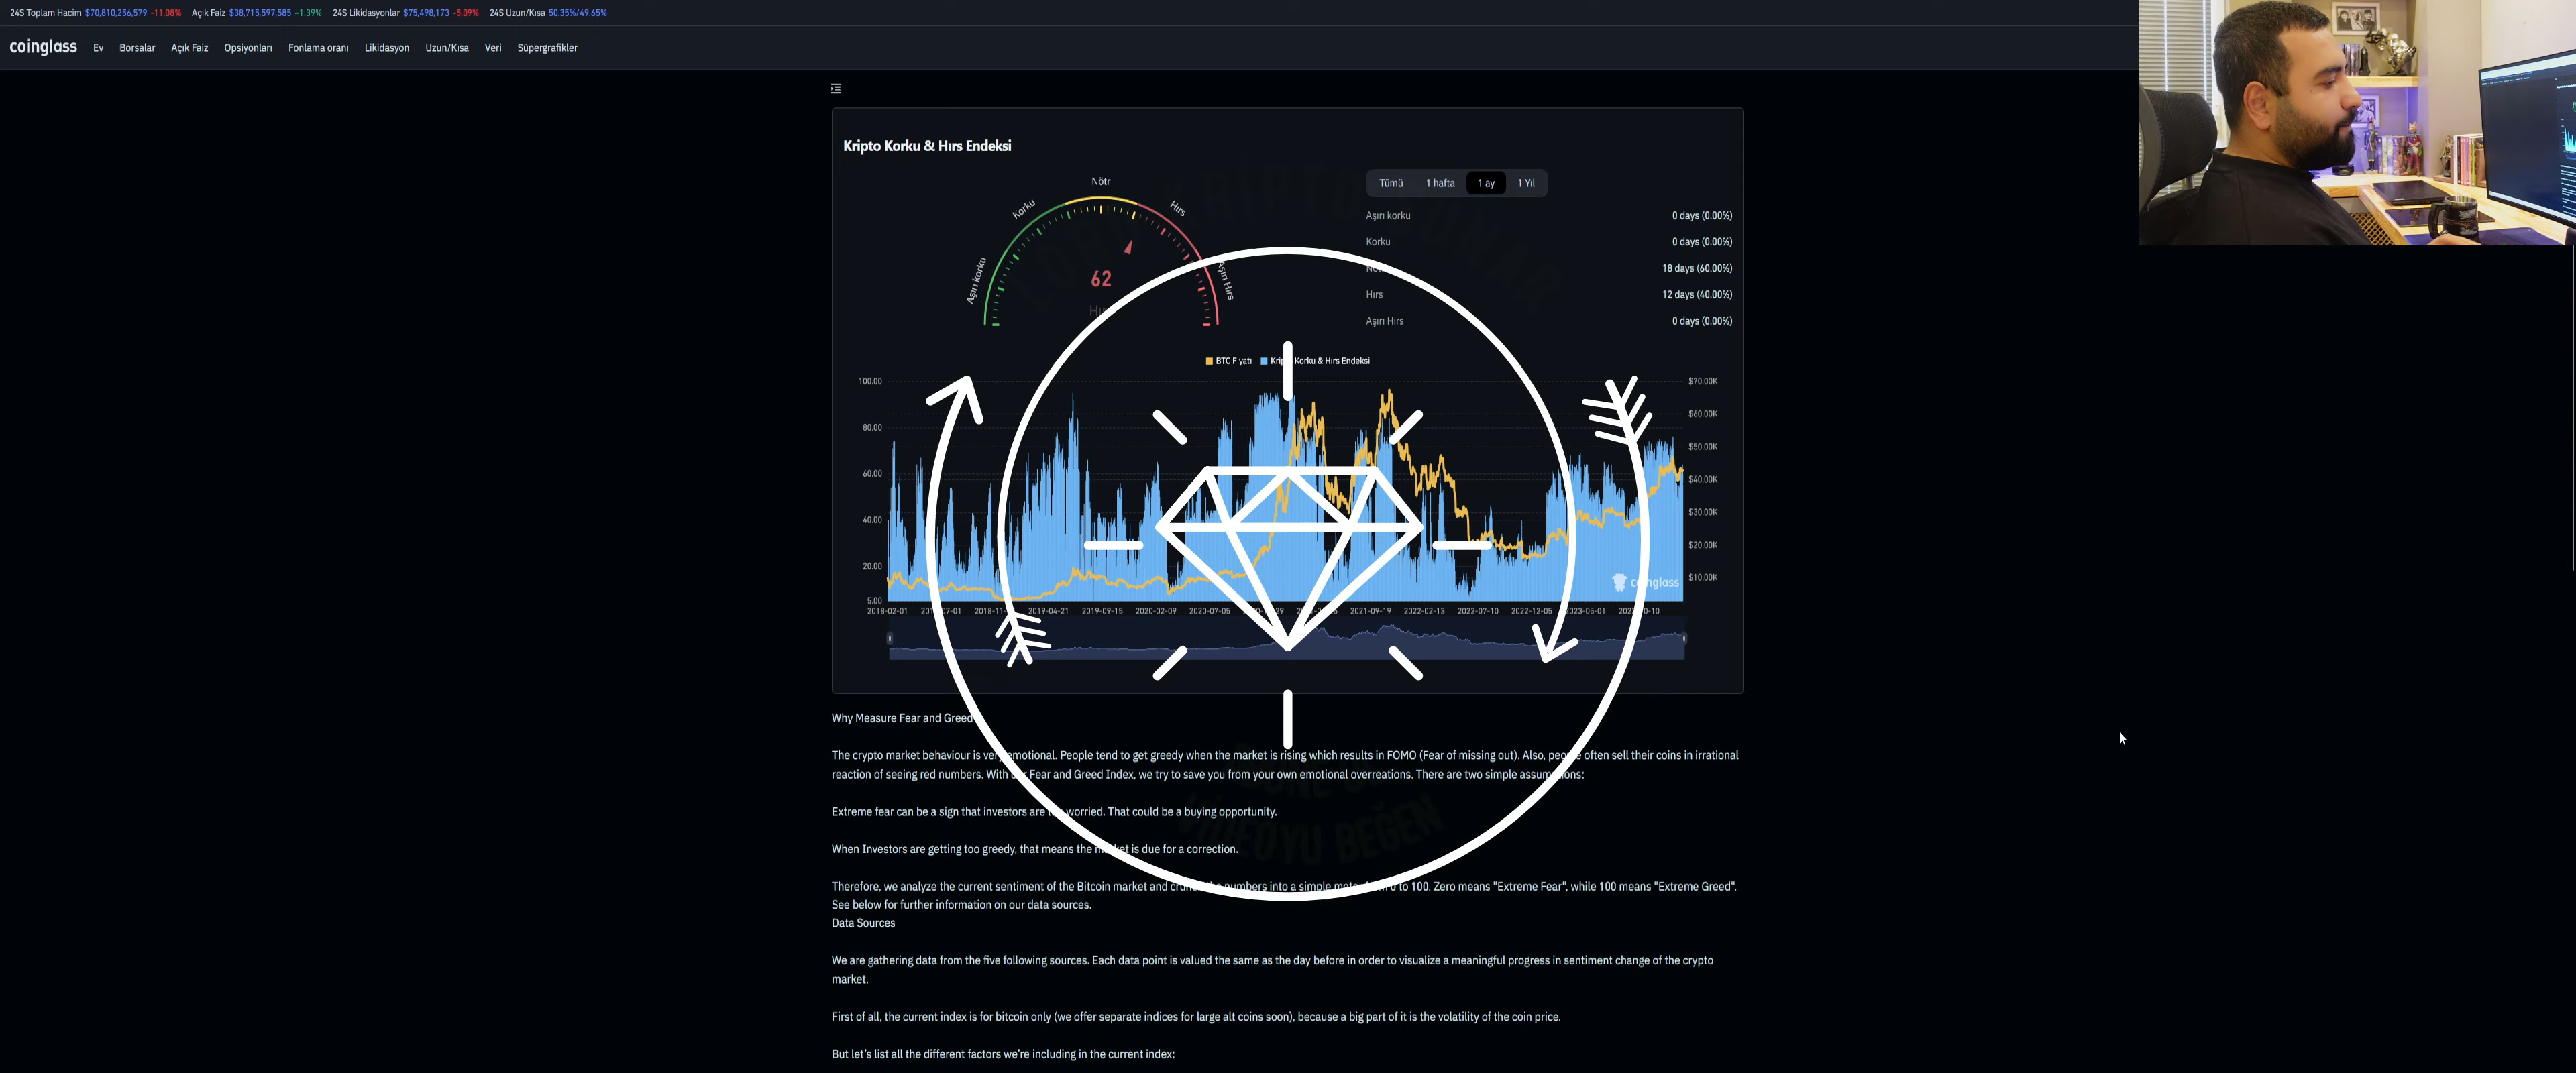 24S Toplam Hacim $70,810,256,579 -11.08% Açık Faiz $38,715,597,585 +1.39% 24S Likidasyonlar $75,498,173 -5.09% 24S Uzun/Kısa 50.35%/49.65%
coinglass Ev Borsalar Açık Faiz Opsiyonları Fonlama oranı Likidasyon Uzun/Kısa Veri Süpergrafikler
Kripto Korku & Hırs Endeksi
Aşırı korku Korku Nötr Hırs Aşırı Hırs
62
Tümü 1 hafta 1 ay 1 Yıl
Aşırı korku 0 days (0.00%)
Korku 0 days (0.00%)
18 days (60.00%)
Hırs 12 days (40.00%)
Aşırı Hırs 0 days (0.00%)
BTC Fiyatı Korku & Hırs Endeksi
100.00 $70.00K
$60.00K
80.00
$50.00K
60.00
$40.00K
40.00
$30.00K
$20.00K
20.00
$10.00K
5.00
coinglass
2018-02-01 2019-04-21 2019-09-15 2020-02-09 2020-07-05 2021-09-19 2022-02-13 2022-07-10 2022-12-05 2023-05-01
Why Measure Fear and Greed
The crypto market behaviour is very emotional. People tend to get greedy when the market is rising which results in FOMO (Fear of missing out). Also, people often sell their coins in irrational
reaction of seeing red numbers. With our Fear and Greed Index, we try to save you from your own emotional overreations. There are two simple assumptions:
Extreme fear can be a sign that investors are too worried. That could be a buying opportunity.
When Investors are getting too greedy, that means the market is due for a correction.
Therefore, we analyze the current sentiment of the Bitcoin market and crunch the numbers into a simple meter from 0 to 100. Zero means "Extreme Fear", while 100 means "Extreme Greed".
See below for further information on our data sources.
Data Sources
We are gathering data from the five following sources. Each data point is valued the same as the day before in order to visualize a meaningful progress in sentiment change of the crypto
market.
First of all, the current index is for bitcoin only (we offer separate indices for large alt coins soon), because a big part of it is the volatility of the coin price.
But let's list all the different factors we're including in the current index:
VİDEOYU BEĞEN